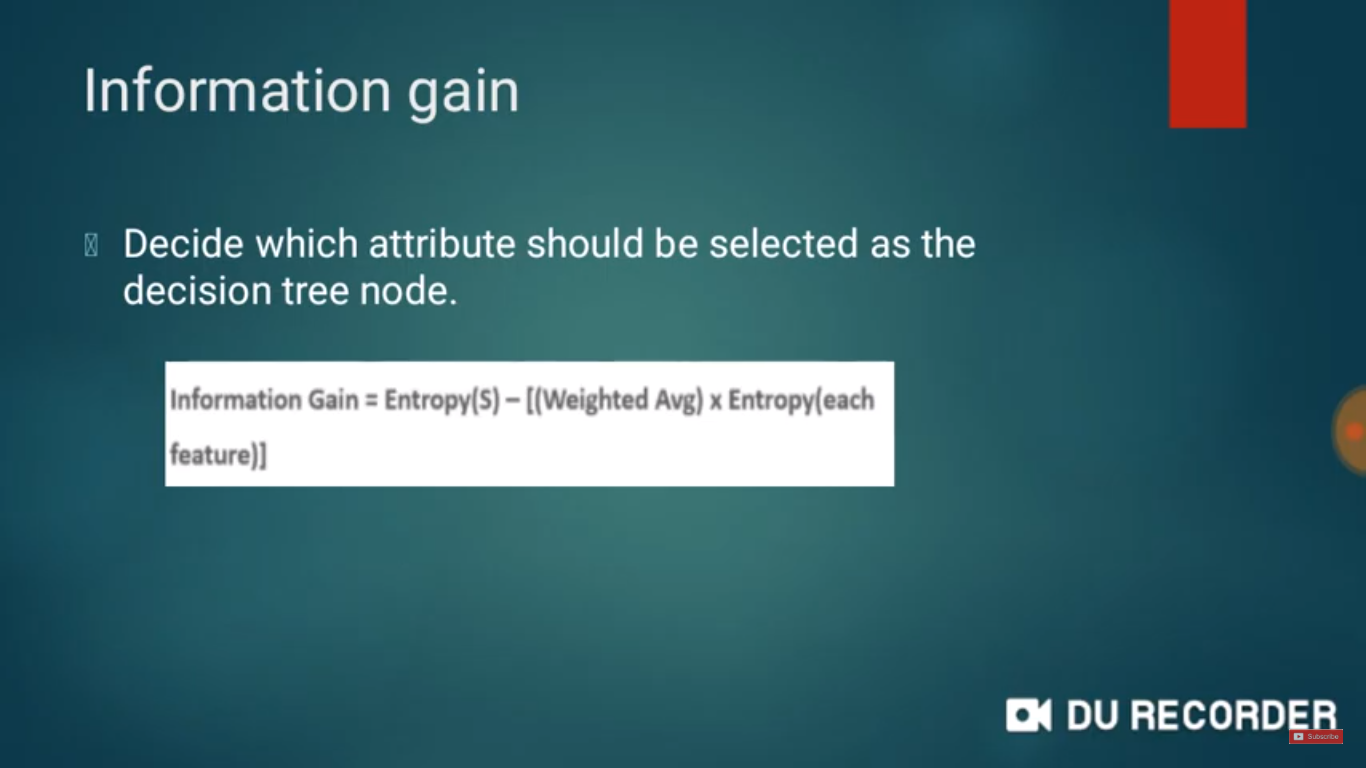 Information gain
Decide which attribute should be selected as the
decision tree node.
Information Gain = Entropy(S) – [(Weighted Avg) x Entropy(each
feature)]
DU RECORDER
Subscribe